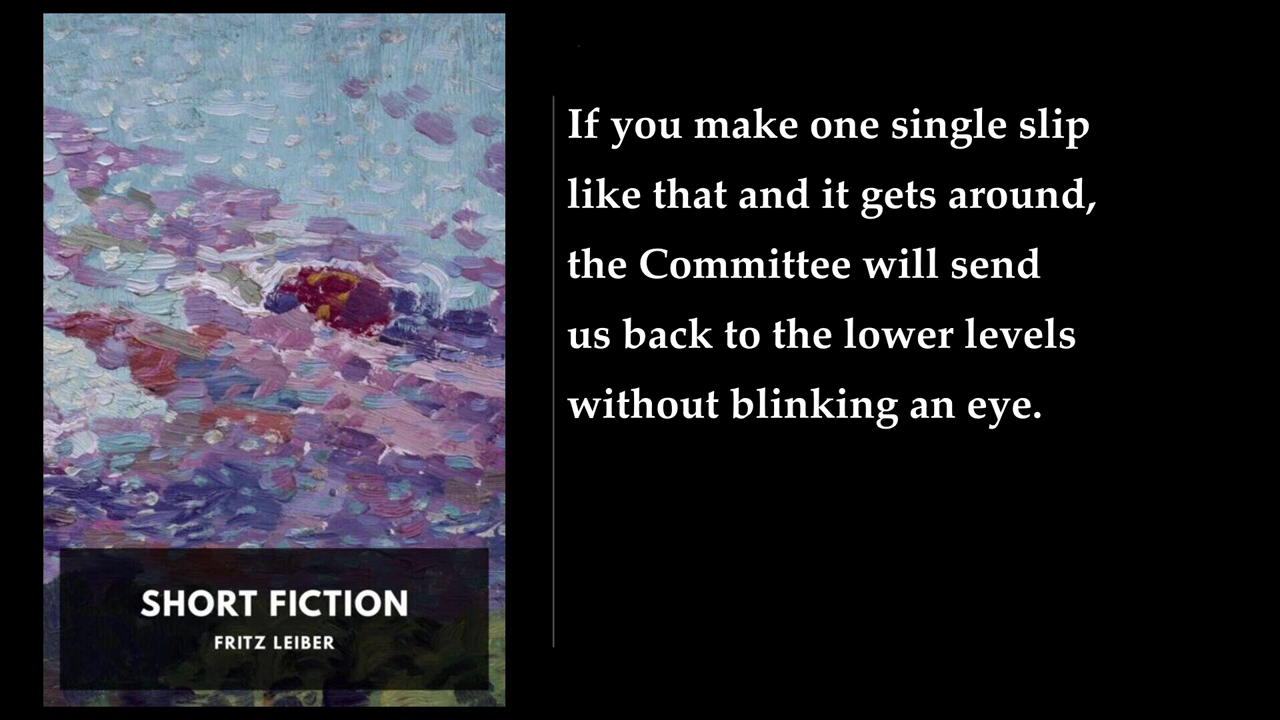 SHORT FICTION
FRITZ LEIBER
If you make one single slip
like that and it gets around,
the Committee will send
us back to the lower levels
without blinking an eye.